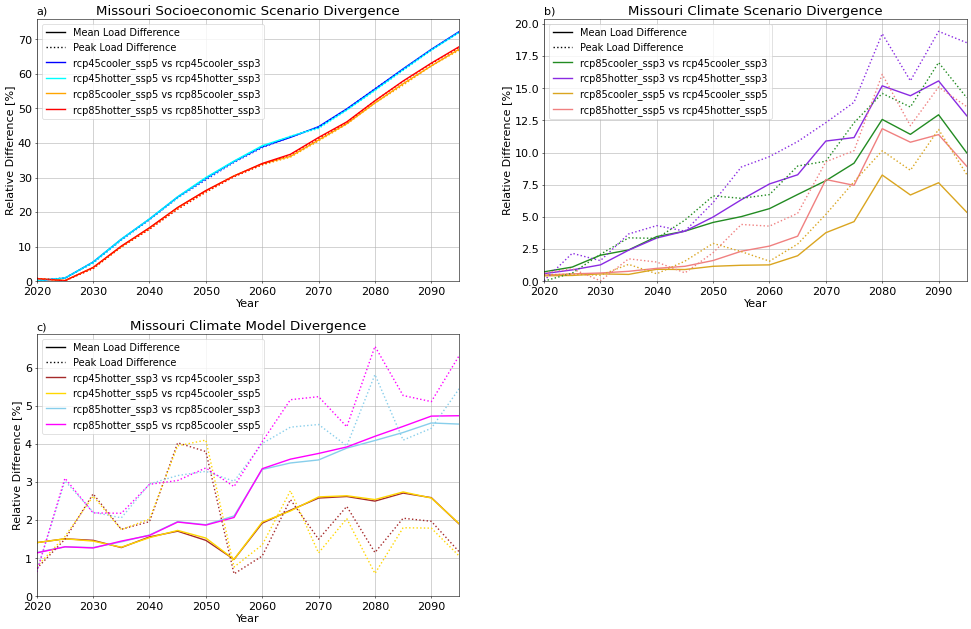 a)
Missouri Socioeconomic Scenario Divergence
Mean Load Difference
Peak Load Difference
rcp45cooler_ssp5 vs rcp45cooler_ssp3
rcp45hotter_ssp5 vs rcp45hotter_ssp3
rcp85cooler_ssp5 vs rcp85cooler_ssp3
rcp85hotter_ssp5 vs rcp85hotter_ssp3
Relative Difference [%]
70
60
50
40
30
20
10
0
2020 2030 2040 2050 2060 2070 2080 2090
Year
b)
Missouri Climate Scenario Divergence
Mean Load Difference
Peak Load Difference
rcp85cooler_ssp3 vs rcp45cooler_ssp3
rcp85hotter_ssp3 vs rcp45hotter_ssp3
rcp85cooler_ssp5 vs rcp45cooler_ssp5
rcp85hotter_ssp5 vs rcp45hotter_ssp5
Relative Difference [%]
20.0
17.5
15.0
12.5
10.0
7.5
5.0
2.5
0.0
2020 2030 2040 2050 2060 2070 2080 2090
Year
c)
Missouri Climate Model Divergence
Mean Load Difference
Peak Load Difference
rcp45hotter_ssp3 vs rcp45cooler_ssp3
rcp45hotter_ssp5 vs rcp45cooler_ssp5
rcp85hotter_ssp3 vs rcp85cooler_ssp3
rcp85hotter_ssp5 vs rcp85cooler_ssp5
Relative Difference [%]
6
5
4
3
2
1
0
2020 2030 2040 2050 2060 2070 2080 2090
Year